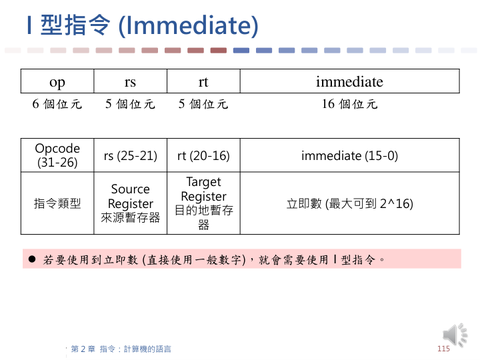 I 型指令 (Immediate)
op rs rt immediate
6 個位元 5 個位元 5 個位元 16 個位元
Opcode (31-26) rs (25-21) rt (20-16) immediate (15-0)
指令類型 Source Register 來源暫存器 Target Register 目的地暫存器 立即數 (最大可到 2^16)
● 若要使用到立即數 (直接使用一般數字)，就會需要使用 I 型指令。
第 2 章 指令：計算機的語言 115